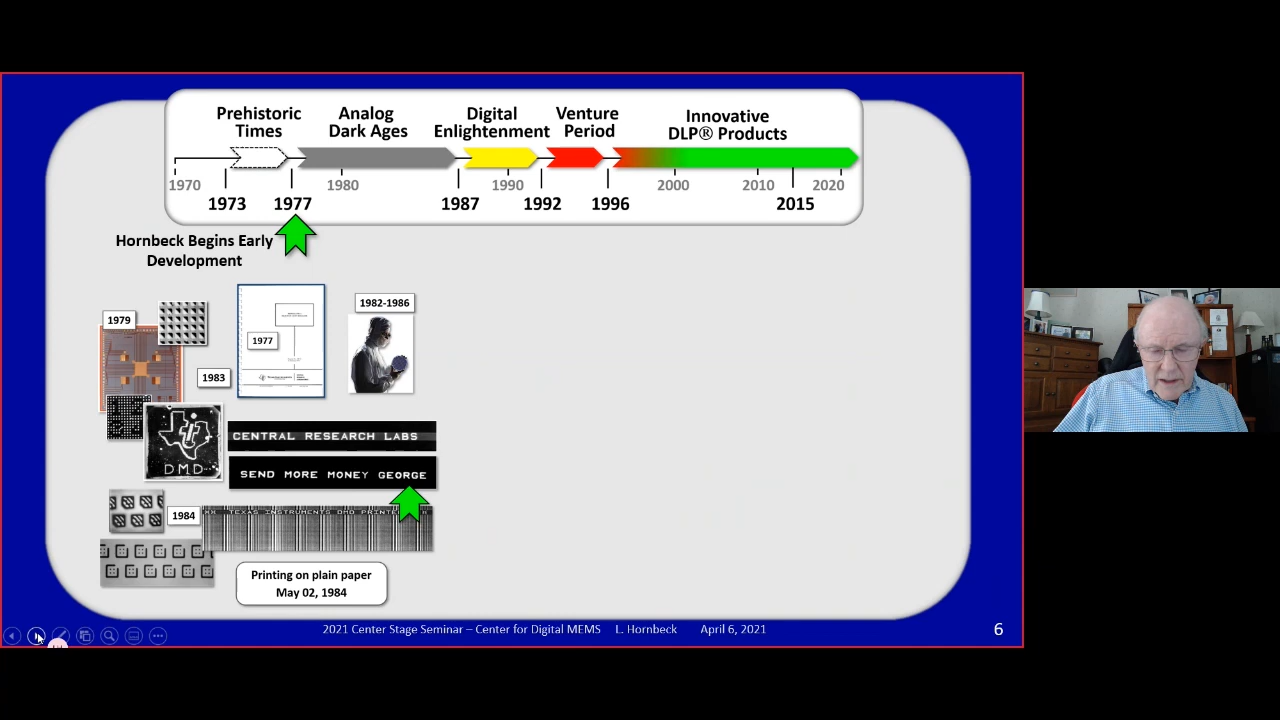 Prehistoric
Times
Analog
Dark Ages
Digital
Enlightenment
Venture
Period
Innovative
DLP® Products
1970
1980
1990
2000
2010
2020
1973
1977
1987
1992
1996
2015
Hornbeck Begins Early
Development
1979
1977
1982-1986
1983
DMD
CENTRAL RESEARCH LABS
SEND MORE MONEY GEORGE
1984
TEXAS INSTRUMENTS DMD PRINTE
Printing on plain paper
May 02, 1984
2021 Center Stage Seminar – Center for Digital MEMS L. Hornbeck April 6, 2021
6